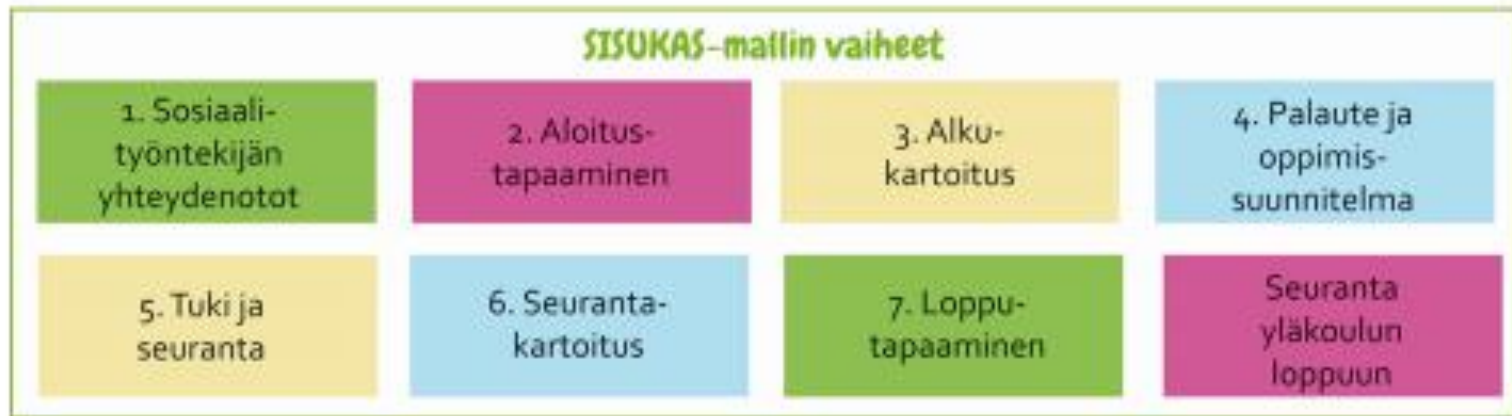 SISUKAS-mallin vaiheet
1. Sosiaali-
työntekijän
yhteydenotot
2. Aloitus-
tapaaminen
3. Alku-
kartoitus
4. Palaute ja
oppimis-
suunnitelma
5. Tuki ja
seuranta
6. Seuranta-
kartoitus
7. Loppu-
tapaaminen
Seuranta
yläkoulun
loppuun